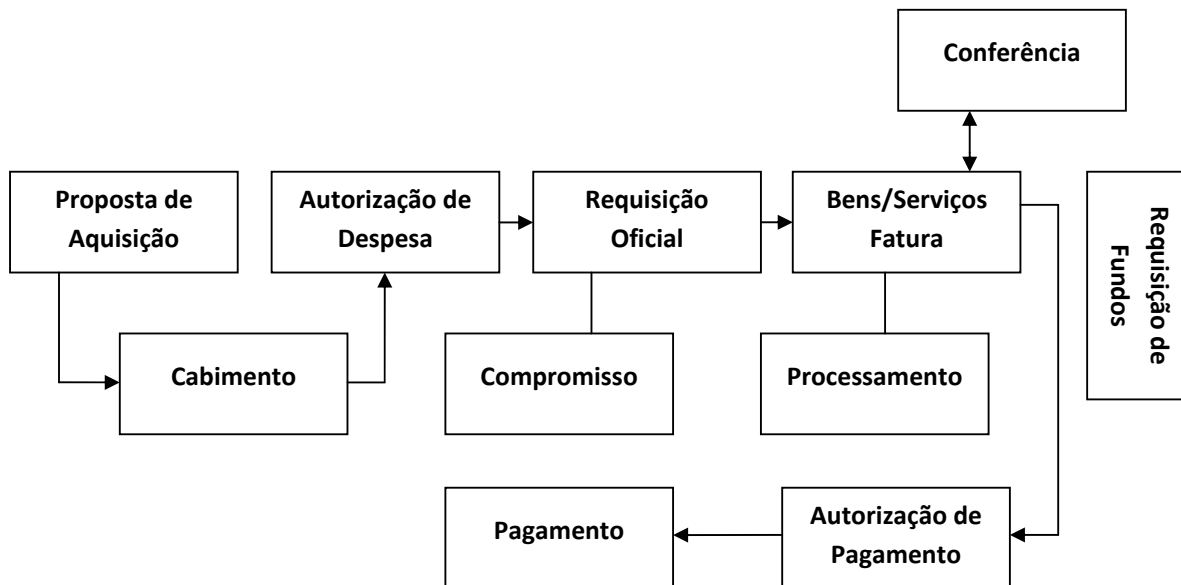 Conferência
Proposta de
Aquisição
Autorização de
Despesa
Requisição
Oficial
Bens/Serviços
Fatura
Requisição de
Fundos
Cabimento
Compromisso
Processamento
Pagamento
Autorização de
Pagamento